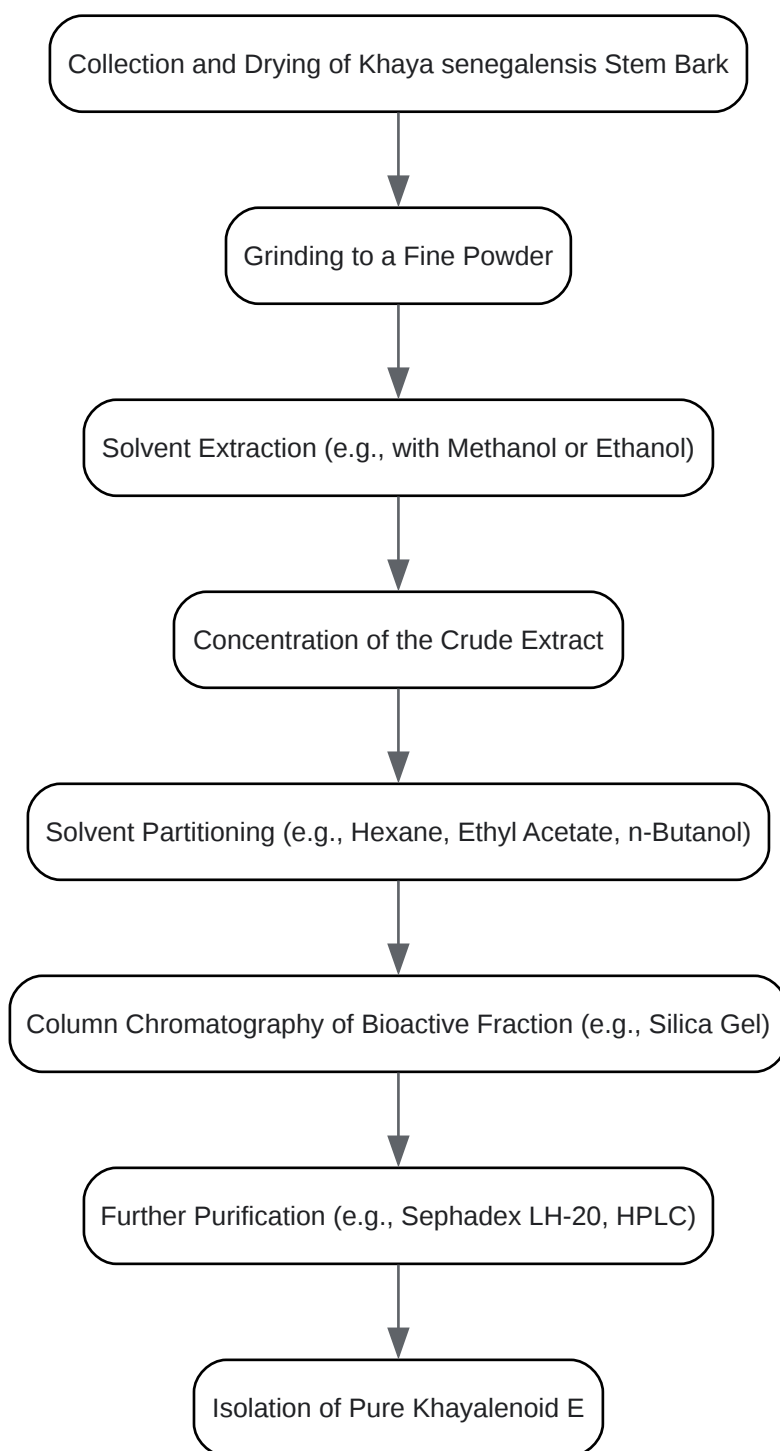 Collection and Drying of Khaya senegalensis Stem Bark
Grinding to a Fine Powder
Solvent Extraction (e.g., with Methanol or Ethanol)
Concentration of the Crude Extract
Solvent Partitioning (e.g., Hexane, Ethyl Acetate, n-Butanol)
Column Chromatography of Bioactive Fraction (e.g., Silica Gel)
Further Purification (e.g., Sephadex LH-20, HPLC)
Isolation of Pure Khayalenoid E